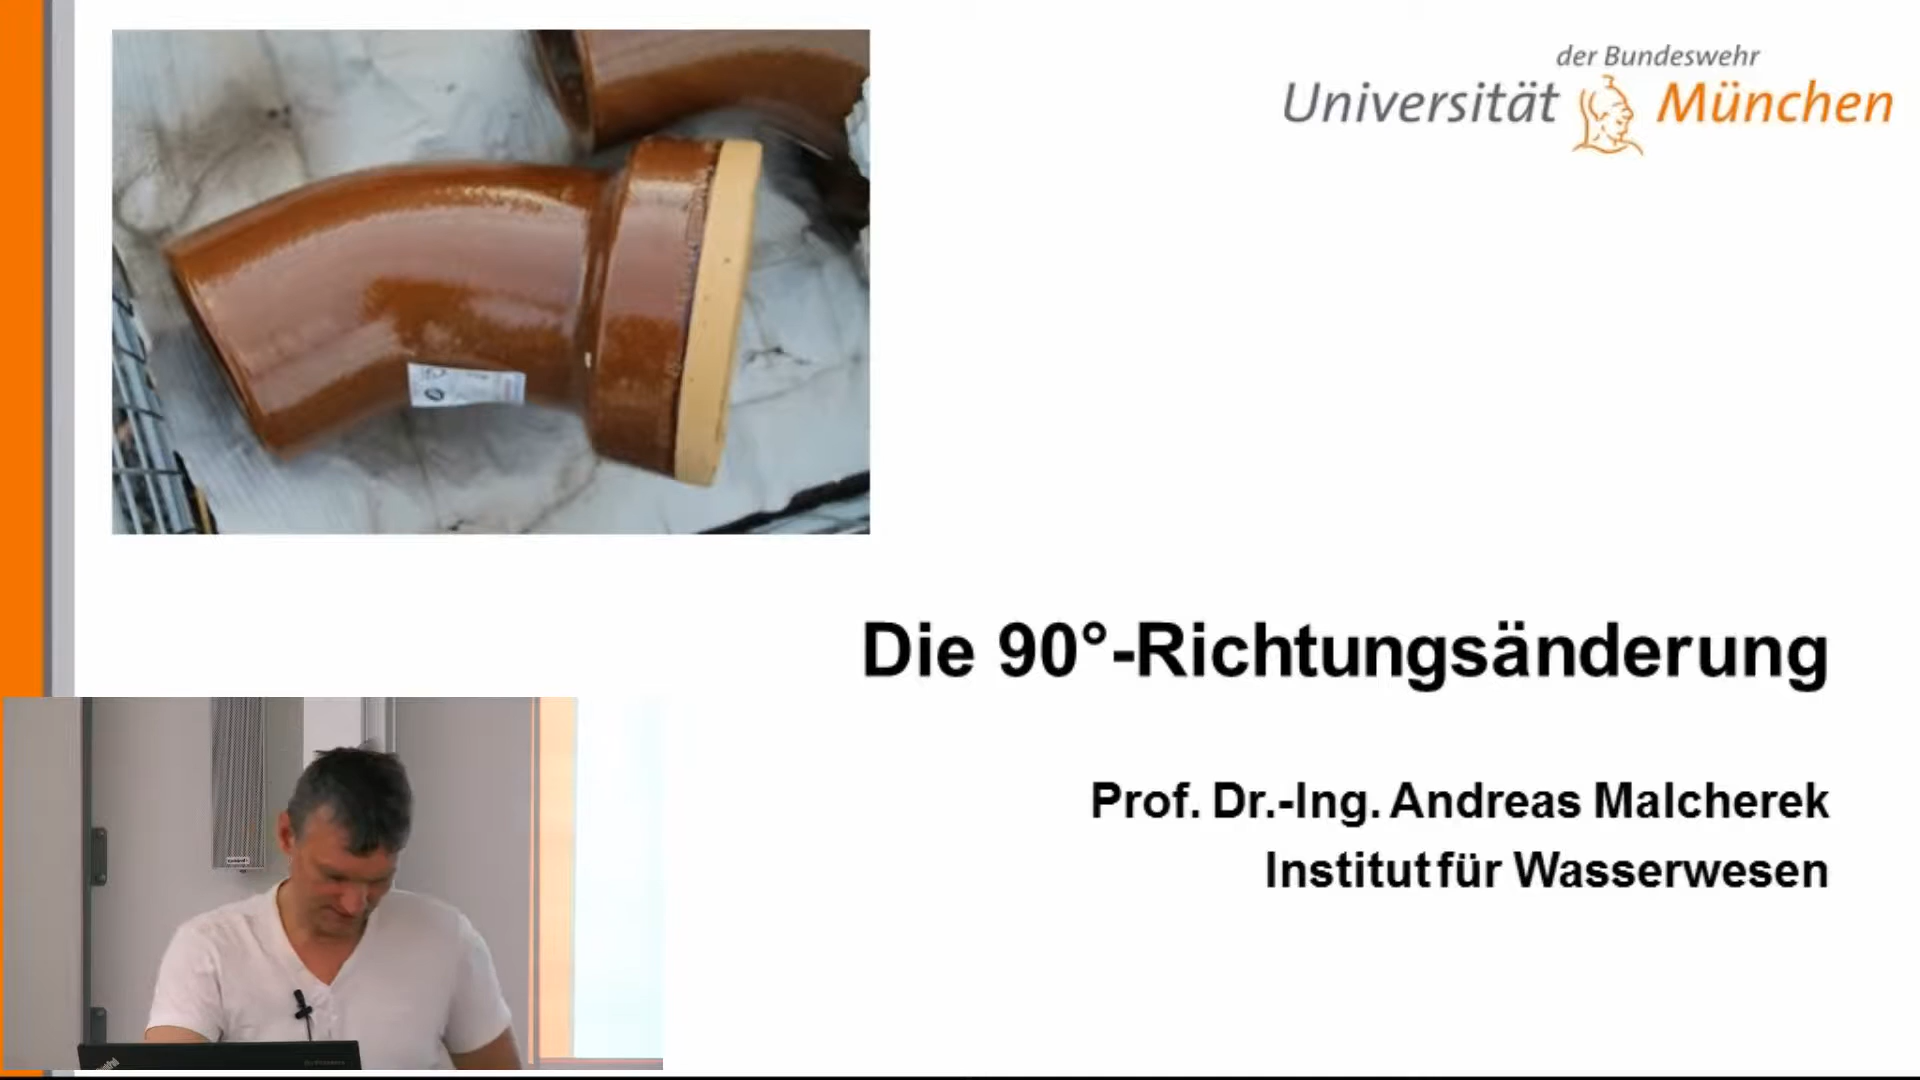 der Bundeswehr
Universität München
Die 90°-Richtungsänderung
Prof. Dr.-Ing. Andreas Malcherek
Institut für Wasserwesen